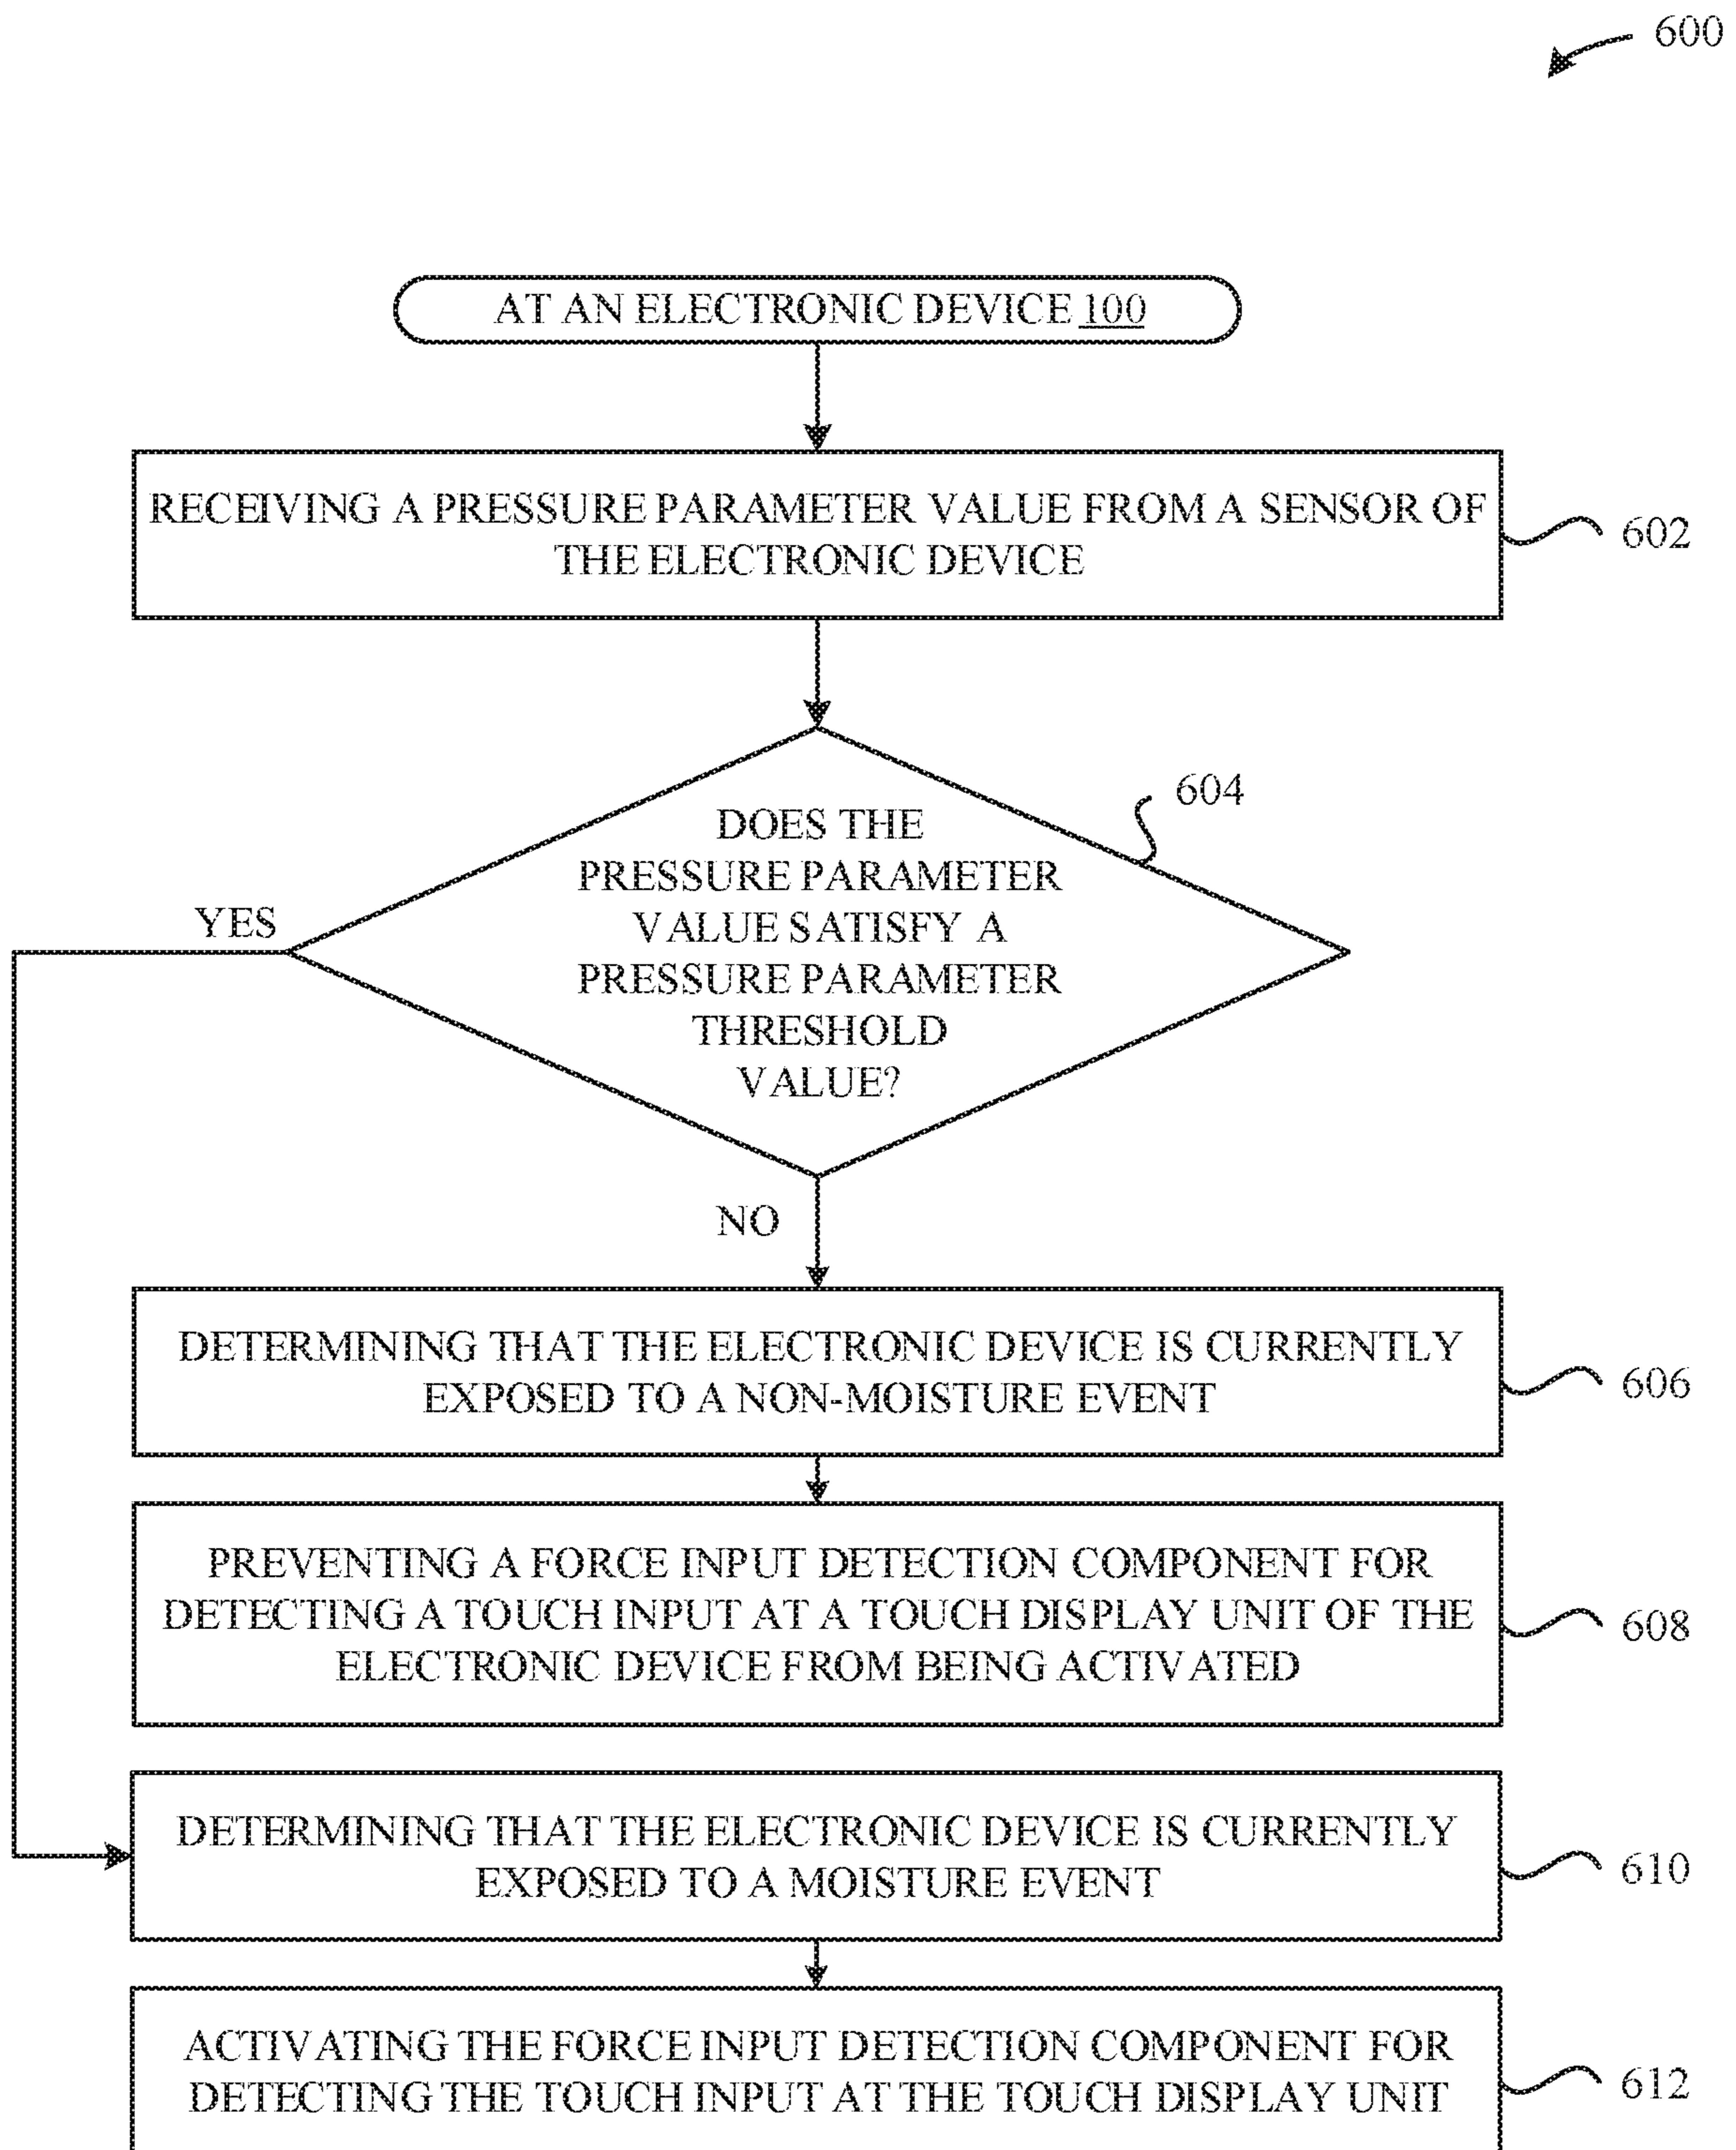 600
AT AN ELECTRONIC DEVICE 100
RECEIVING A PRESSURE PARAMETER VALUE FROM A SENSOR OF
THE ELECTRONIC DEVICE
602
604
DOES THE
PRESSURE PARAMETER
VALUE SATISFY A
PRESSURE PARAMETER
THRESHOLD
VALUE?
YES
NO
DETERMINING THAT THE ELECTRONIC DEVICE IS CURRENTLY
EXPOSED TO A NON-MOISTURE EVENT
606
PREVENTING A FORCE INPUT DETECTION COMPONENT FOR
DETECTING A TOUCH INPUT AT A TOUCH DISPLAY UNIT OF THE
ELECTRONIC DEVICE FROM BEING ACTIVATED
608
DETERMINING THAT THE ELECTRONIC DEVICE IS CURRENTLY
EXPOSED TO A MOISTURE EVENT
610
ACTIVATING THE FORCE INPUT DETECTION COMPONENT FOR
DETECTING THE TOUCH INPUT AT THE TOUCH DISPLAY UNIT
612